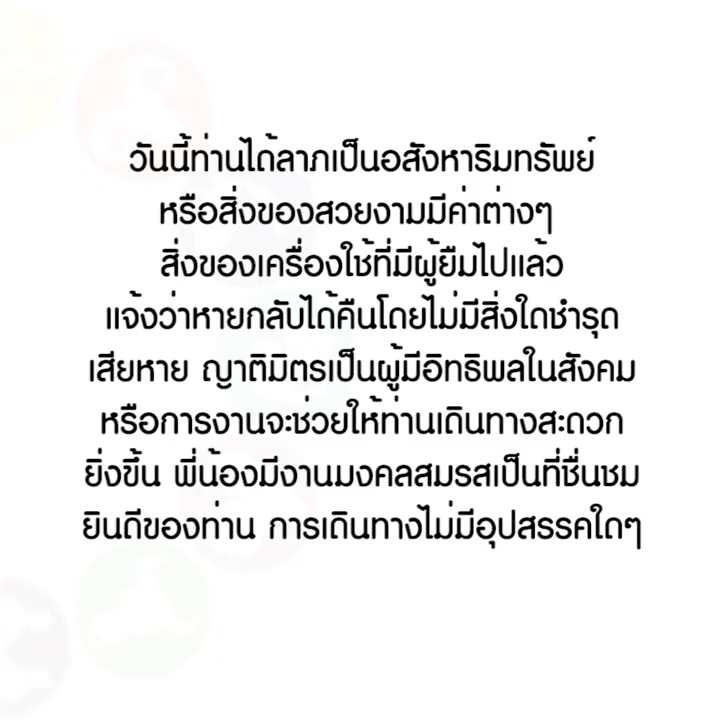 วันนี้ท่านได้ลาภเป็นอสังหาริมทรัพย์
หรือสิ่งของสวยงามมีค่าต่างๆ
สิ่งของเครื่องใช้ที่มีผู้ยืมไปแล้ว
แจ้งว่าหายกลับได้คืนโดยไม่มีสิ่งใดชำรุด
เสียหาย ญาติมิตรเป็นผู้มีอิทธิพลในสังคม
หรือการงานจะช่วยให้ท่านเดินทางสะดวก
ยิ่งขึ้น พี่น้องมีงานมงคลสมรสเป็นที่ชื่นชม
ยินดีของท่าน การเดินทางไม่มีอุปสรรคใดๆ